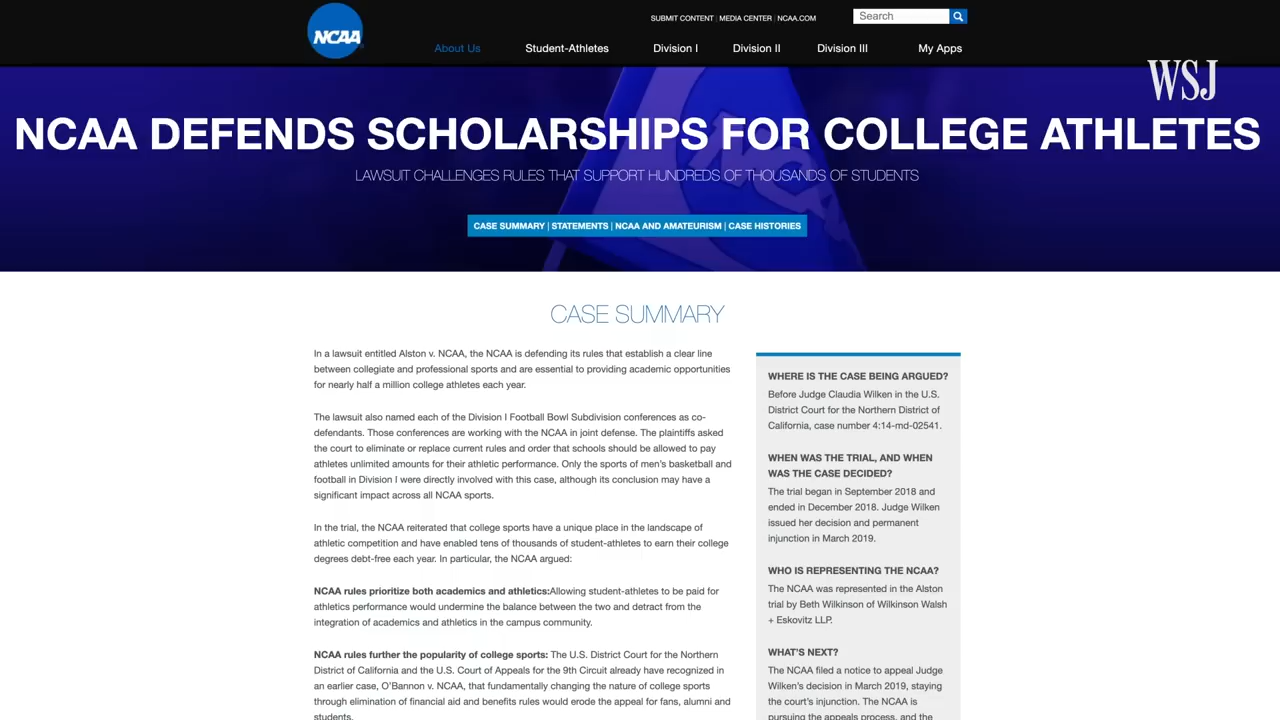 SUBMIT CONTENT | MEDIA CENTER | NCAA.COM
Search
NCAA
About Us
Student-Athletes
Division I
Division II
Division III
My Apps
WSJ
NCAA DEFENDS SCHOLARSHIPS FOR COLLEGE ATHLETES
LAWSUIT CHALLENGES RULES THAT SUPPORT HUNDREDS OF THOUSANDS OF STUDENTS
CASE SUMMARY | STATEMENTS | NCAA AND AMATEURISM | CASE HISTORIES
CASE SUMMARY
In a lawsuit entitled Alston v. NCAA, the NCAA is defending its rules that establish a clear line
between collegiate and professional sports and are essential to providing academic opportunities
for nearly half a million college athletes each year.
The lawsuit also named each of the Division I Football Bowl Subdivision conferences as co-
defendants. Those conferences are working with the NCAA in joint defense. The plaintiffs asked
the court to eliminate or replace current rules and order that schools should be allowed to pay
athletes unlimited amounts for their athletic performance. Only the sports of men's basketball and
football in Division I were directly involved with this case, although its conclusion may have a
significant impact across all NCAA sports.
In the trial, the NCAA reiterated that college sports have a unique place in the landscape of
athletic competition and have enabled tens of thousands of student-athletes to earn their college
degrees debt-free each year. In particular, the NCAA argued:
NCAA rules prioritize both academics and athletics:Allowing student-athletes to be paid for
athletics performance would undermine the balance between the two and detract from the
integration of academics and athletics in the campus community.
NCAA rules further the popularity of college sports: The U.S. District Court for the Northern
District of California and the U.S. Court of Appeals for the 9th Circuit already have recognized in
an earlier case, O'Bannon v. NCAA, that fundamentally changing the nature of college sports
through elimination of financial aid and benefits rules would erode the appeal for fans, alumni and
students.
WHERE IS THE CASE BEING ARGUED?
Before Judge Claudia Wilken in the U.S.
District Court for the Northern District of
California, case number 4:14-md-02541.
WHEN WAS THE TRIAL, AND WHEN
WAS THE CASE DECIDED?
The trial began in September 2018 and
ended in December 2018. Judge Wilken
issued her decision and permanent
injunction in March 2019.
WHO IS REPRESENTING THE NCAA?
The NCAA was represented in the Alston
trial by Beth Wilkinson of Wilkinson Walsh
+ Eskovitz LLP.
WHAT'S NEXT?
The NCAA filed a notice to appeal Judge
Wilken's decision in March 2019, staying
the court's injunction. The NCAA is
pursuing the appeals process, and the